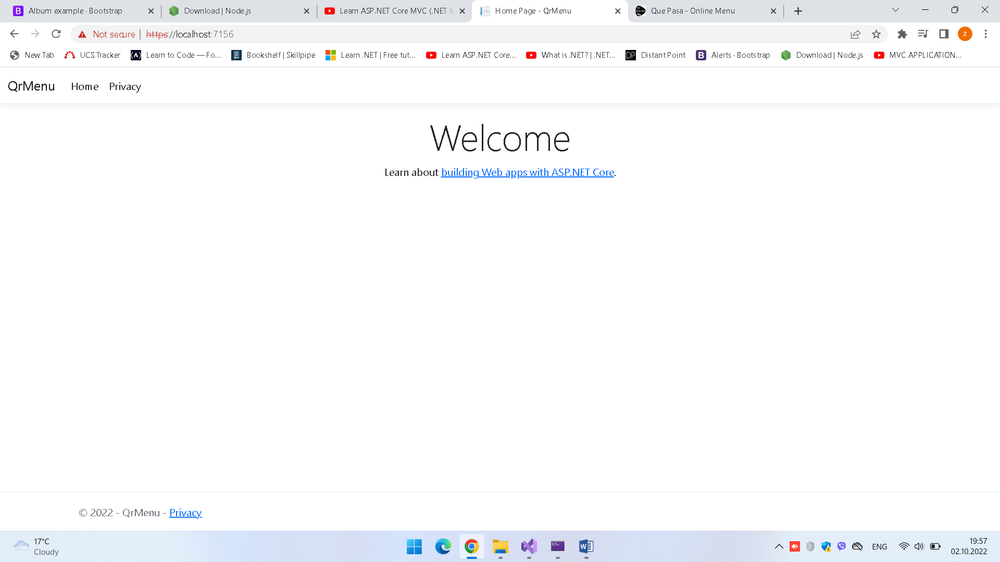 Album example · Bootstrap
Download | Node.js
Learn ASP.NET Core MVC (.NET 6
Home Page - QrMenu
Que Pasa - Online Menu
Not secure | https://localhost:7156
Z
New Tab
UCS Tracker
Learn to Code — Fo...
Bookshelf | Skillpipe
Learn .NET | Free tut...
Learn ASP.NET Core...
What is .NET? | .NET...
DP Distant Point
B Alerts · Bootstrap
Download | Node.js
MVC APPLICATION...
QrMenu Home Privacy
Welcome
Learn about building Web apps with ASP.NET Core.
© 2022 - QrMenu - Privacy
17°C
Cloudy
ENG
19:57
02.10.2022